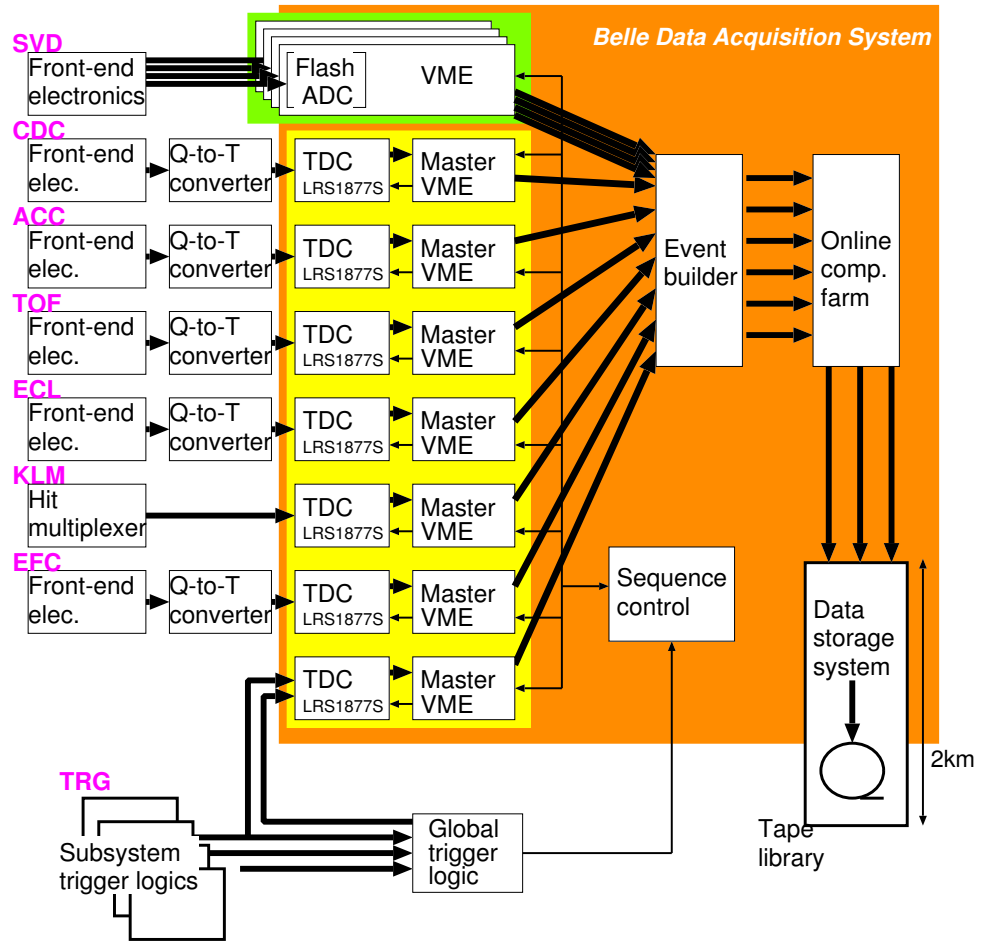 Belle Data Acquisition System
SVD
Front-end
electronics
Flash
ADC
VME
CDC
Front-end
elec.
Q-to-T
converter
TDC
LRS1877S
Master
VME
ACC
Front-end
elec.
Q-to-T
converter
TDC
LRS1877S
Master
VME
TOF
Front-end
elec.
Q-to-T
converter
TDC
LRS1877S
Master
VME
ECL
Front-end
elec.
Q-to-T
converter
TDC
LRS1877S
Master
VME
KLM
Hit
multiplexer
TDC
LRS1877S
Master
VME
EFC
Front-end
elec.
Q-to-T
converter
TDC
LRS1877S
Master
VME
TDC
LRS1877S
Master
VME
Event
builder
Online
comp.
farm
Sequence
control
Data
storage
system
2km
Tape
library
TRG
Subsystem
trigger logics
Global
trigger
logic